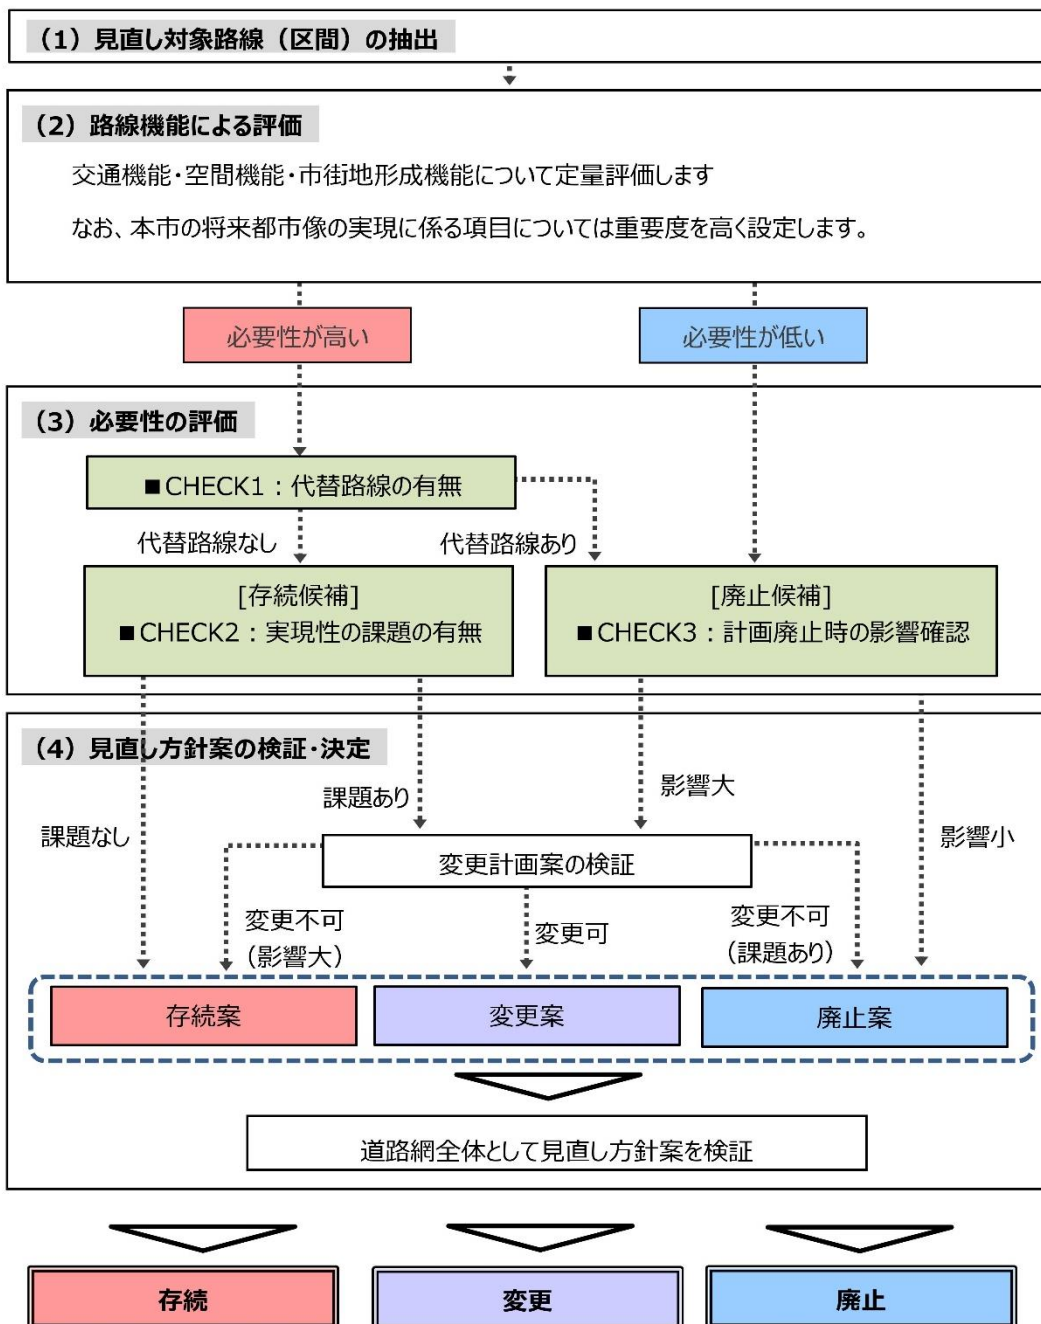 （1）見直し対象路線（区間）の抽出
（2）路線機能による評価
交通機能・空間機能・市街地形成機能について定量評価します
なお、本市の将来都市像の実現に係る項目については重要度を高く設定します。
必要性が高い
必要性が低い
（3）必要性の評価
■CHECK1：代替路線の有無
代替路線なし
代替路線あり
[存続候補]
■CHECK2：実現性の課題の有無
[廃止候補]
■CHECK3：計画廃止時の影響確認
（4）見直し方針案の検証・決定
課題なし
課題あり
影響大
影響小
変更計画案の検証
変更不可
（影響大）
変更可
変更不可
（課題あり）
存続案
変更案
廃止案
道路網全体として見直し方針案を検証
存続
変更
廃止